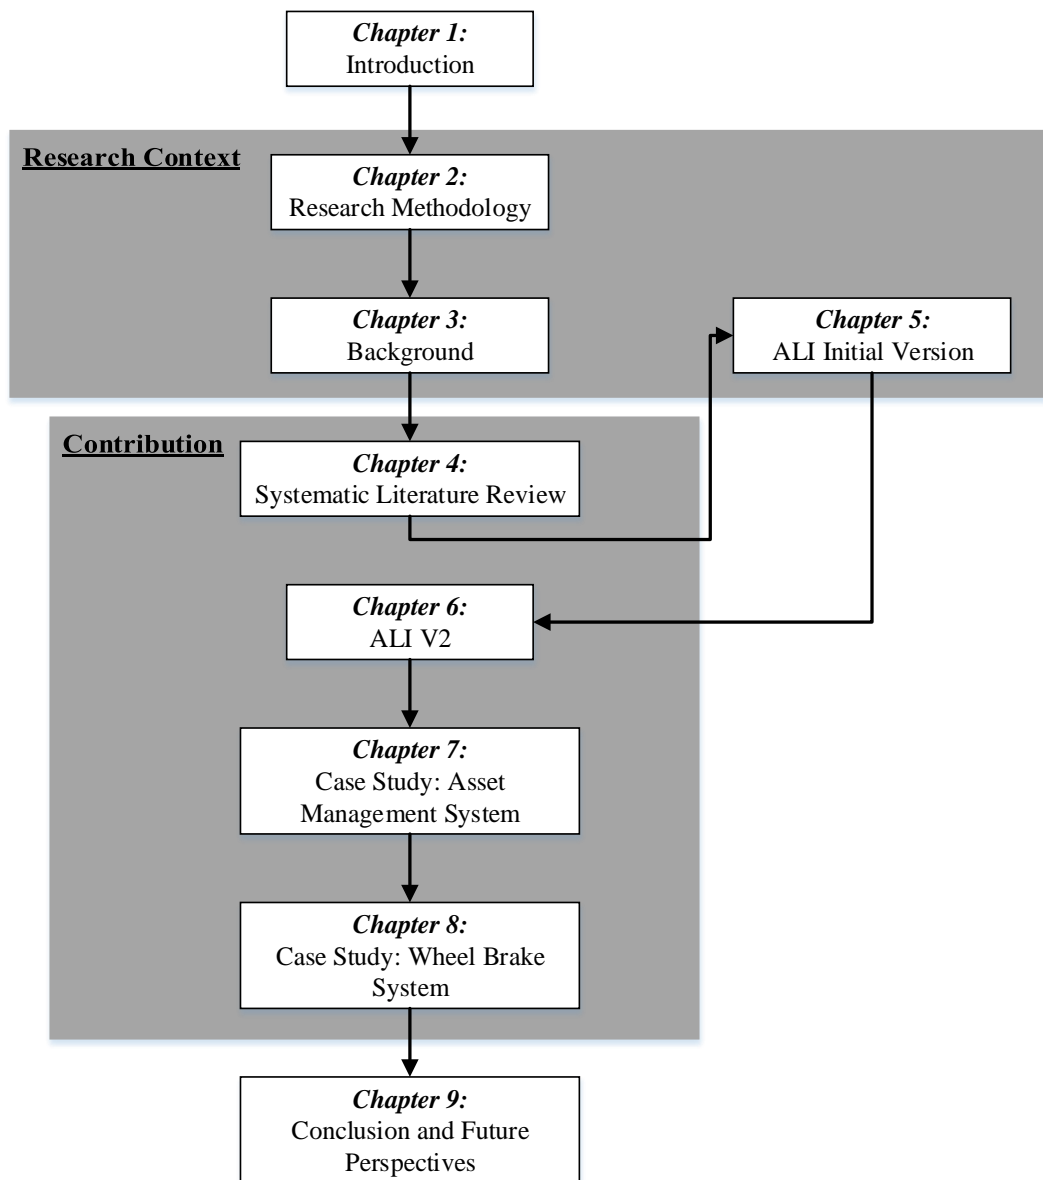 Chapter 1:
Introduction
Research Context
Chapter 2:
Research Methodology
Chapter 3:
Background
Chapter 5:
ALI Initial Version
Contribution
Chapter 4:
Systematic Literature Review
Chapter 6:
ALI V2
Chapter 7:
Case Study: Asset
Management System
Chapter 8:
Case Study: Wheel Brake
System
Chapter 9:
Conclusion and Future
Perspectives